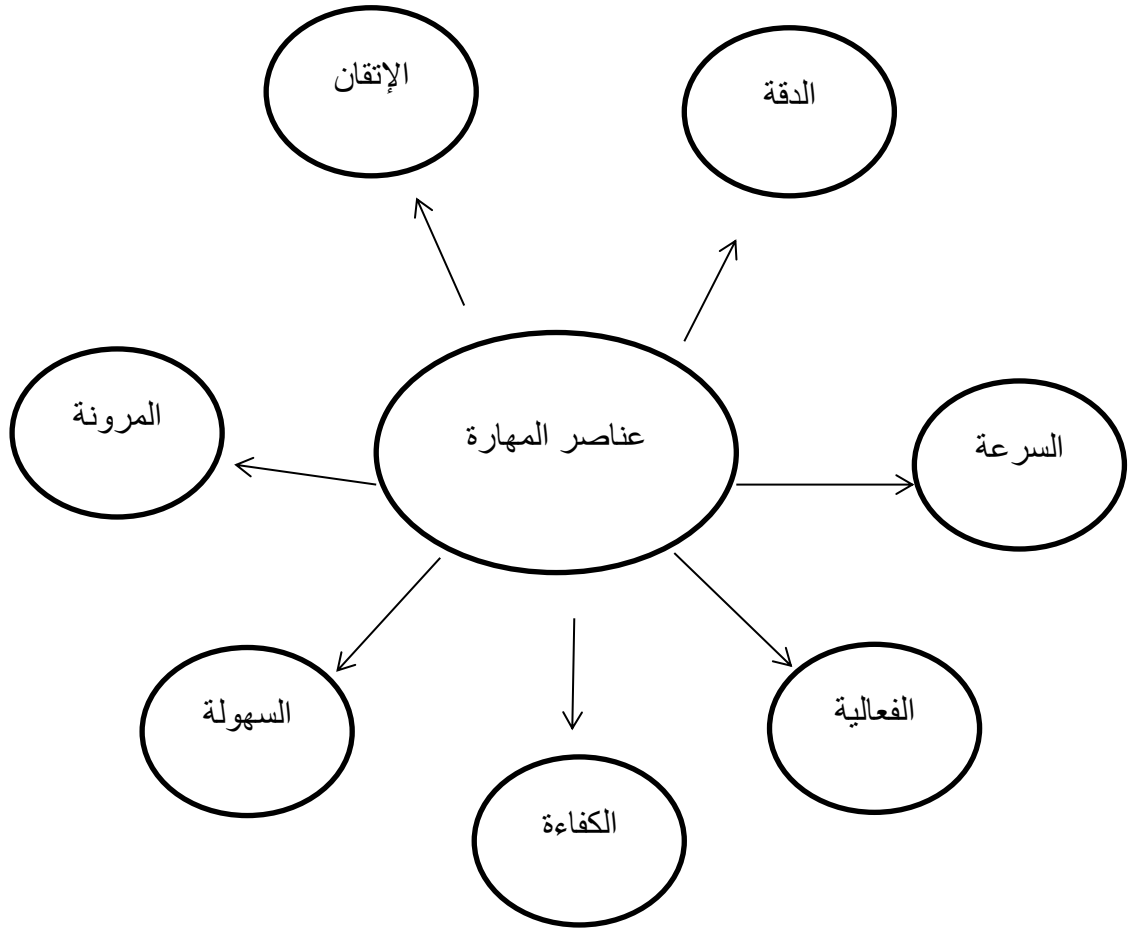 الإتقان
الدقة
المرونة
عناصر المهارة
السرعة
السهولة
الفعالية
الكفاءة